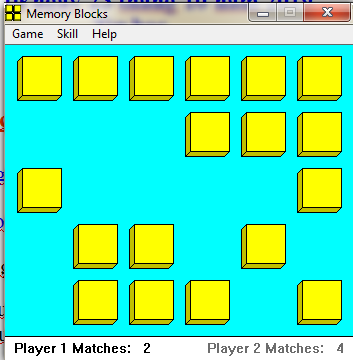 Memory Blocks
Game Skill Help
Player 1 Matches: 2 Player 2 Matches: 4